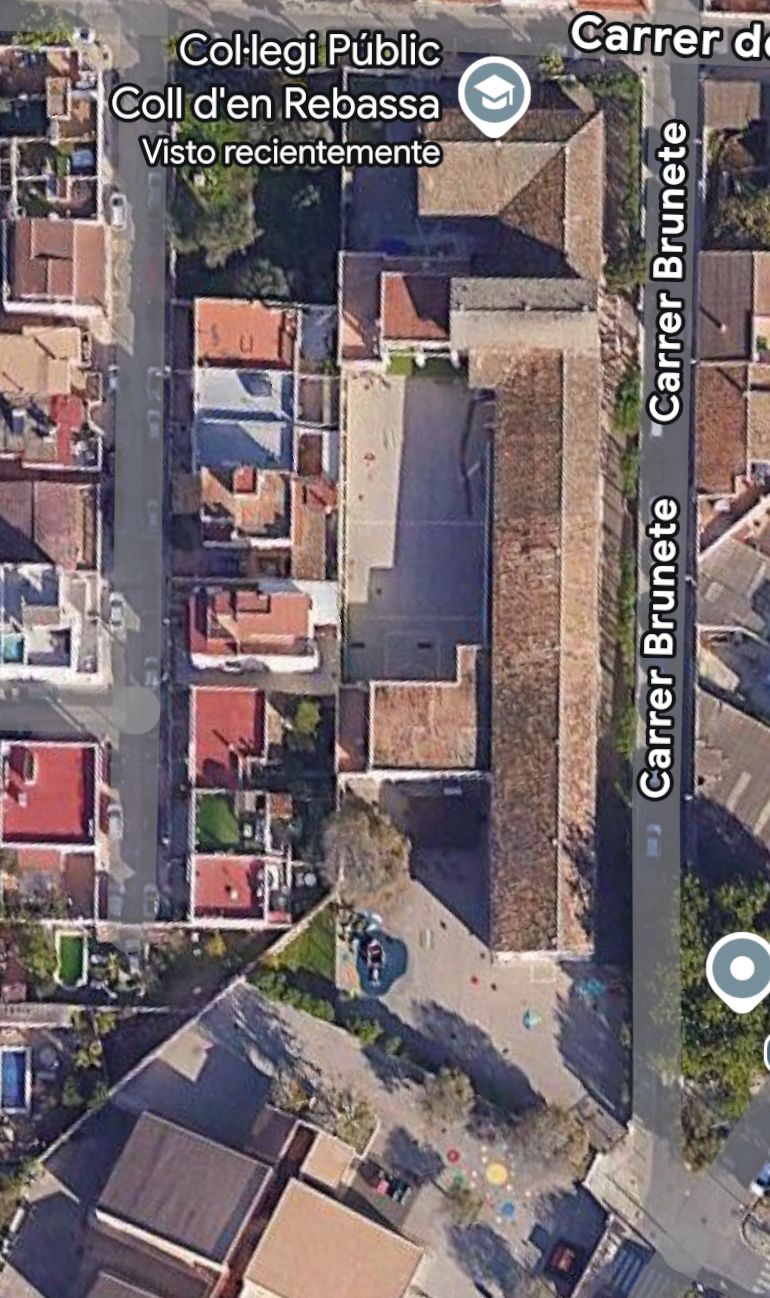 Col·legi Públic
Coll d'en Rebassa
Visto recientemente
Carrer de
Carrer Brunete
Carrer Brunete